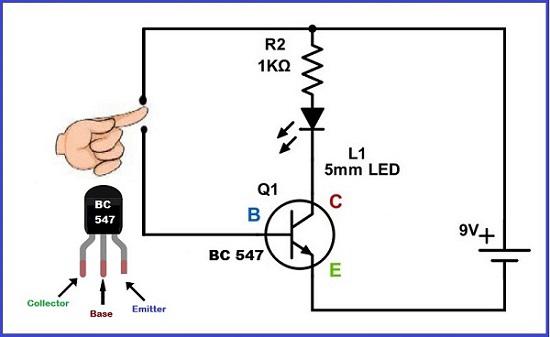 R2
1KΩ
L1
5mm LED
Q1
B
C
BC 547
E
9V
+
BC
547
Collector
Base
Emitter